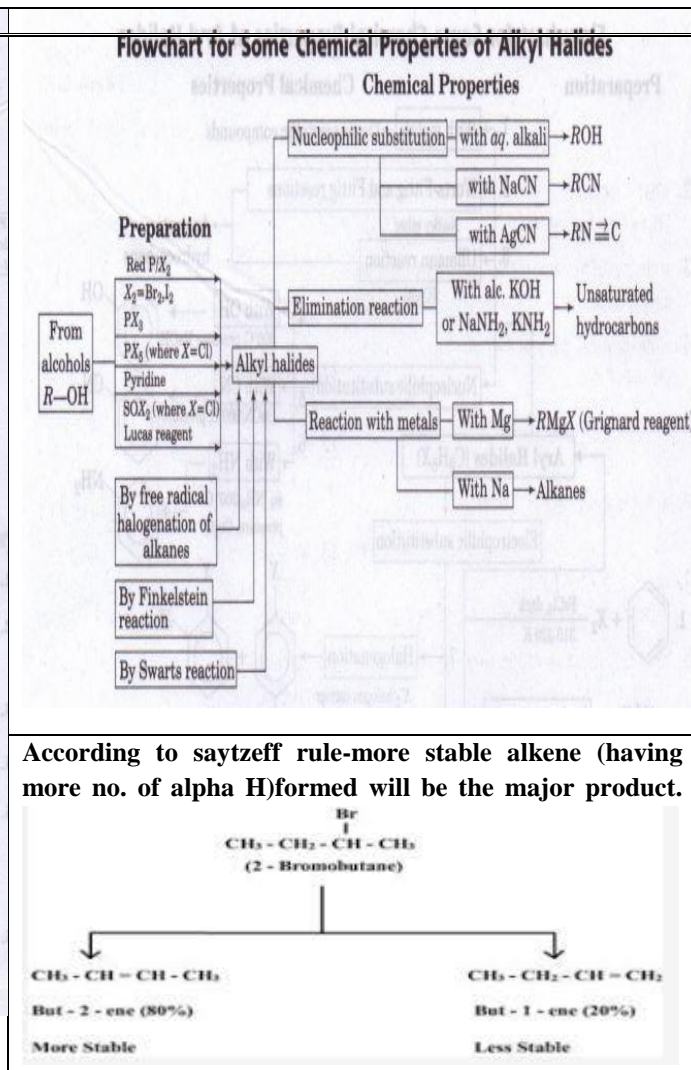 Flowchart for Some Chemical Properties of Alkyl Halides
Chemical Properties
Nucleophilic substitution
with aq. alkali
ROH
with NaCN
RCN
with AgCN
RN⇉C
Preparation
From
alcohols
R—OH
Red P/X₂
X₂=Br₂,I₂
PX₃
PX₅ (where X=Cl)
Pyridine
SOX₂ (where X=Cl)
Lucas reagent
Alkyl halides
Elimination reaction
With alc. KOH
or NaNH₂, KNH₂
Unsaturated
hydrocarbons
Reaction with metals
With Mg
RMgX (Grignard reagent)
With Na
Alkanes
By free radical
halogenation of
alkanes
By Finkelstein
reaction
By Swarts reaction
According to saytzeff rule-more stable alkene (having
more no. of alpha H)formed will be the major product.
Br
CH₃ - CH₂ - CH - CH₃
(2 - Bromobutane)
CH₃ - CH = CH - CH₃
But - 2 - ene (80%)
More Stable
CH₃ - CH₂ - CH = CH₂
But - 1 - ene (20%)
Less Stable